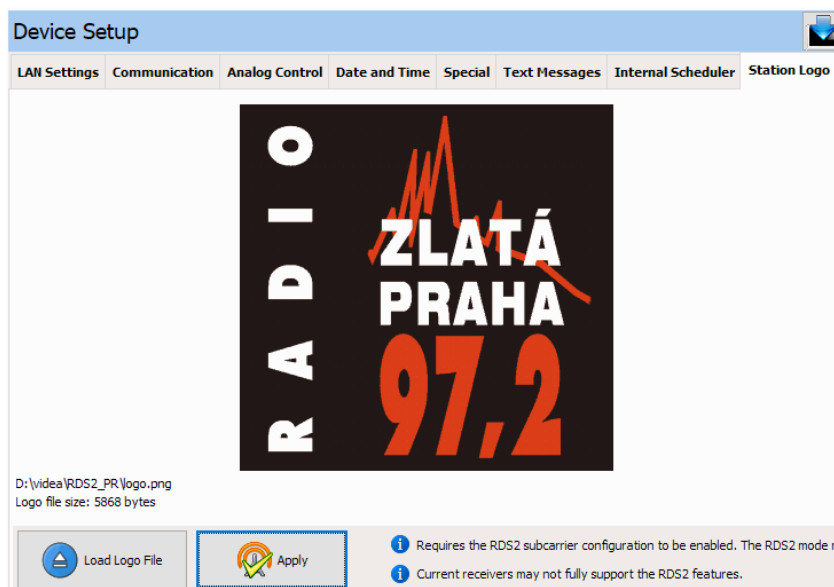 Device Setup
LAN Settings Communication Analog Control Date and Time Special Text Messages Internal Scheduler Station Logo
RADIO
ZLATÁ
PRAHA
97,2
D:\videa\RDS2_PR\logo.png
Logo file size: 5868 bytes
Load Logo File
Apply
Requires the RDS2 subcarrier configuration to be enabled. The RDS2 mode
Current receivers may not fully support the RDS2 features.